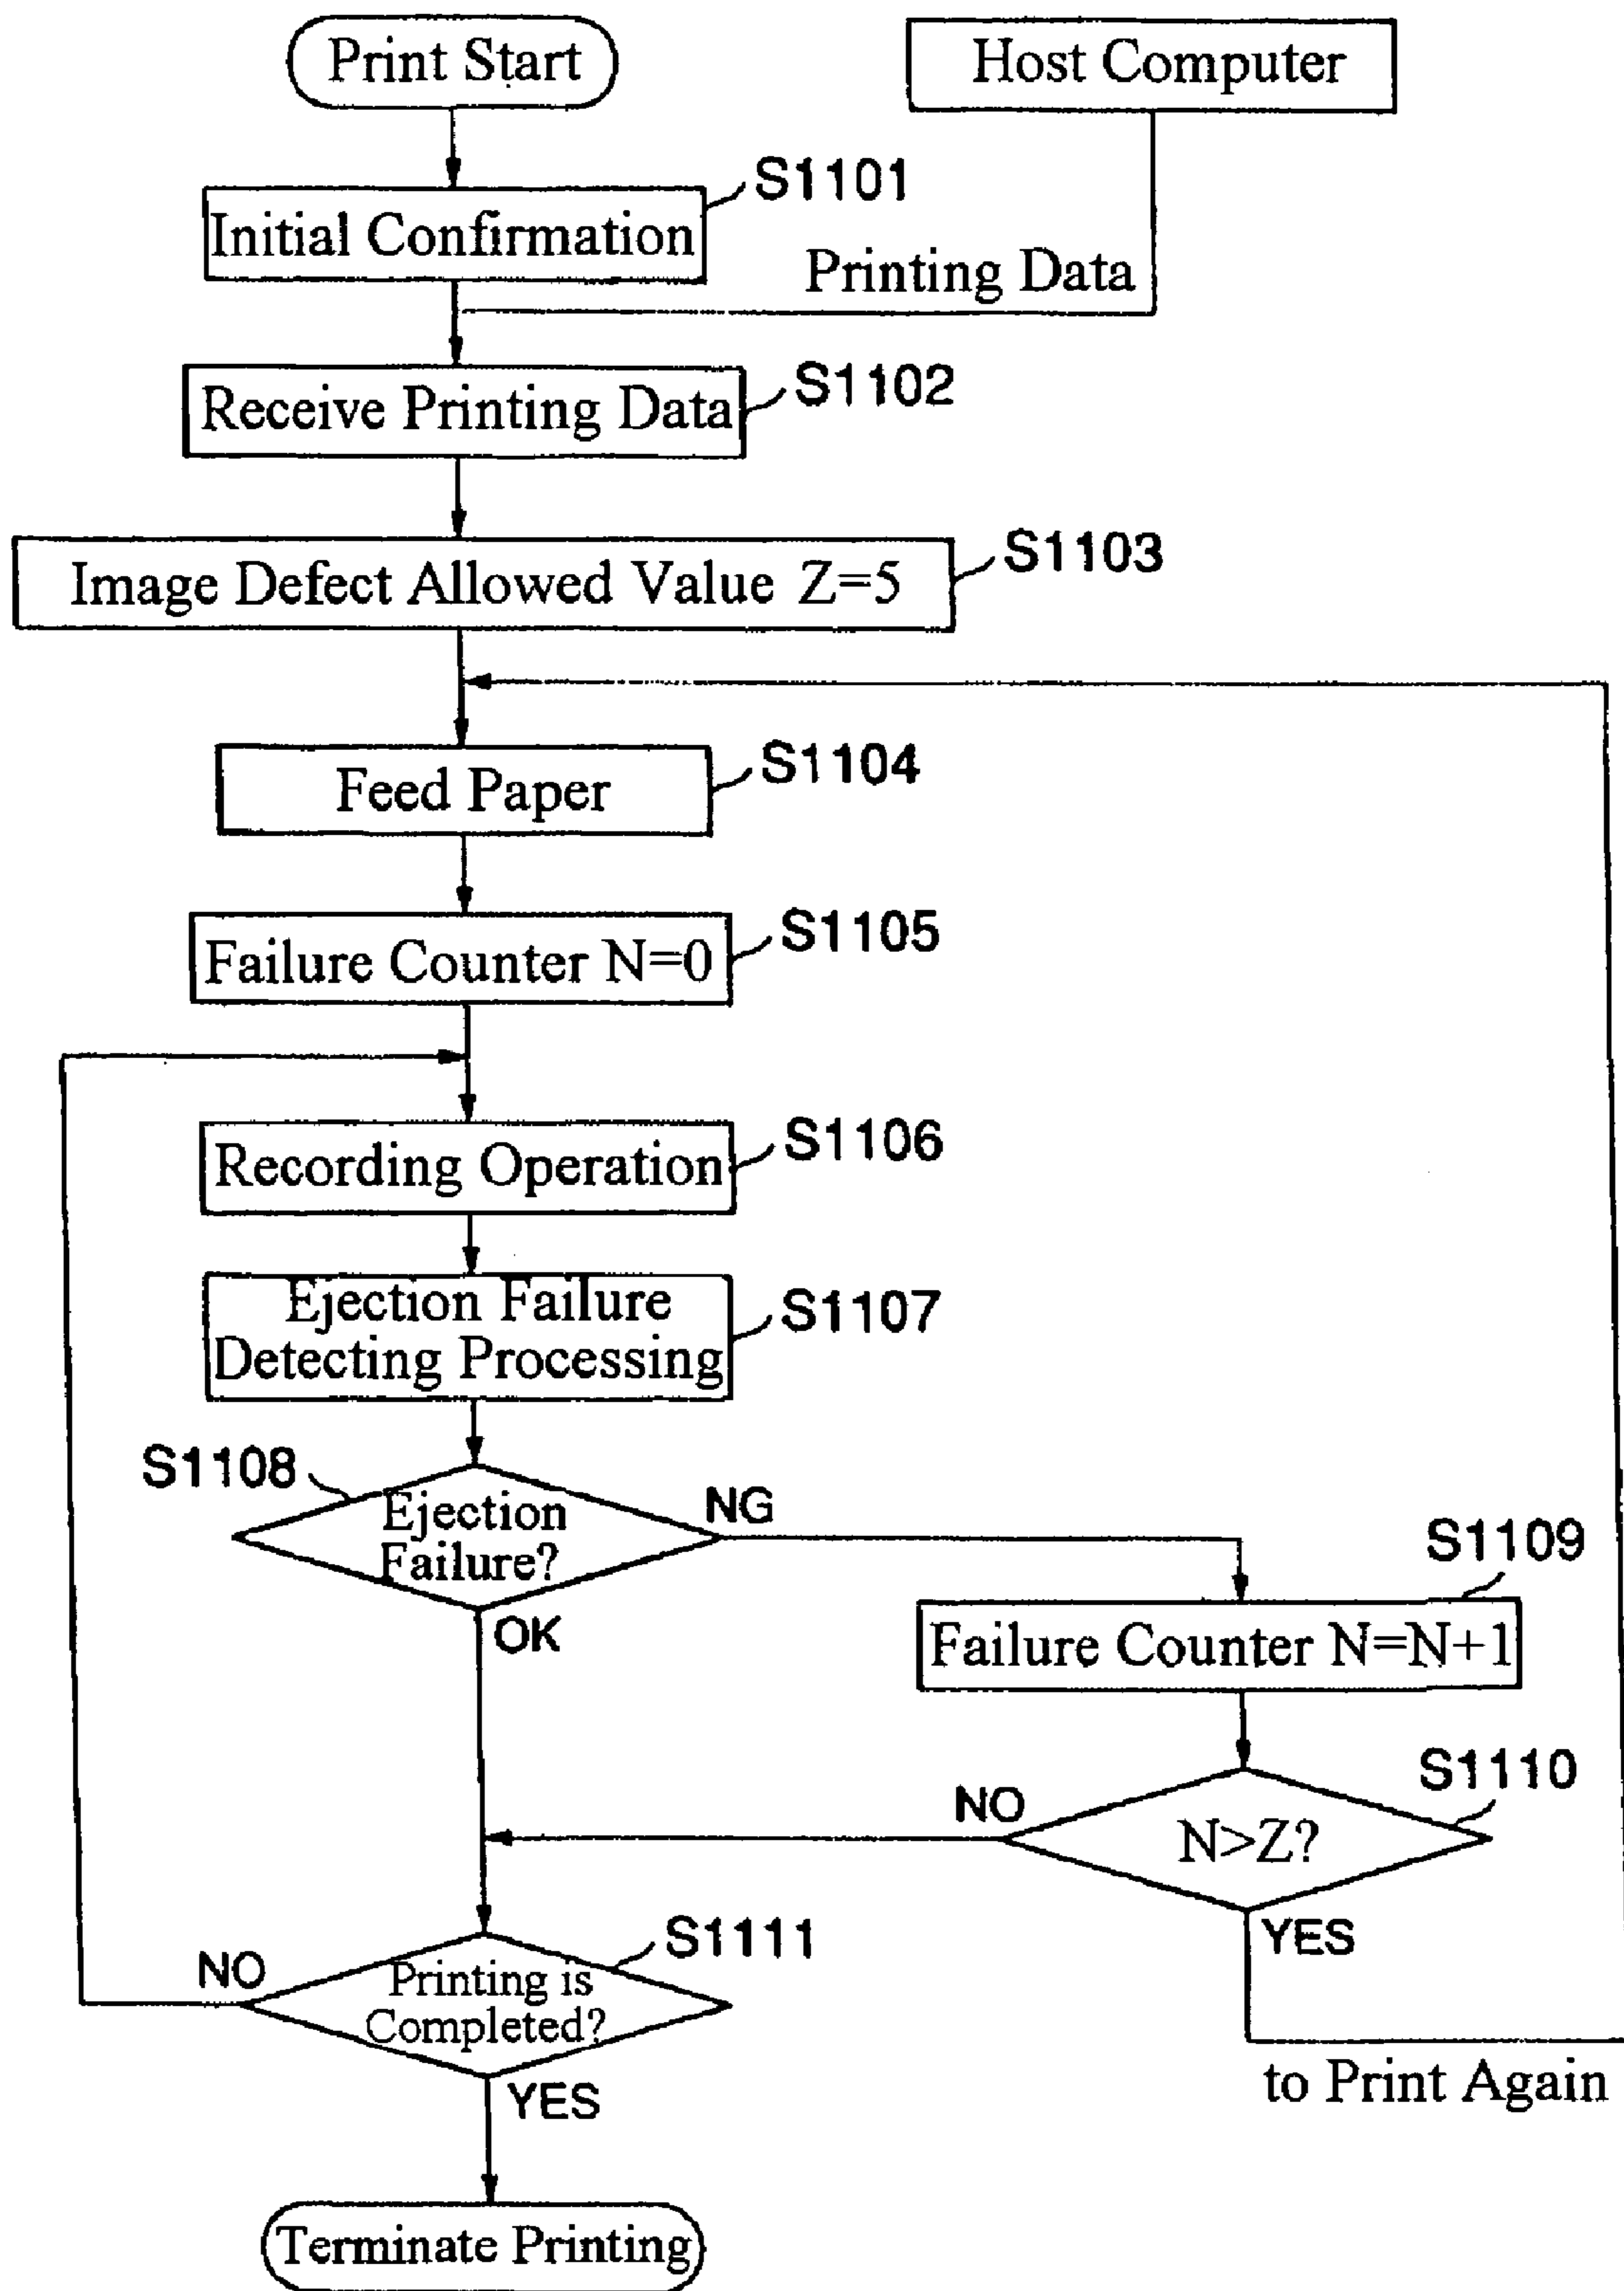 Print Start
Host Computer
S1101
Initial Confirmation
Printing Data
S1102
Receive Printing Data
S1103
Image Defect Allowed Value Z=5
S1104
Feed Paper
S1105
Failure Counter N=0
S1106
Recording Operation
S1107
Ejection Failure
Detecting Processing
S1108
Ejection
Failure?
NG
OK
S1109
Failure Counter N=N+1
S1110
N>Z?
NO
YES
to Print Again
S1111
Printing is
Completed?
NO
YES
Terminate Printing